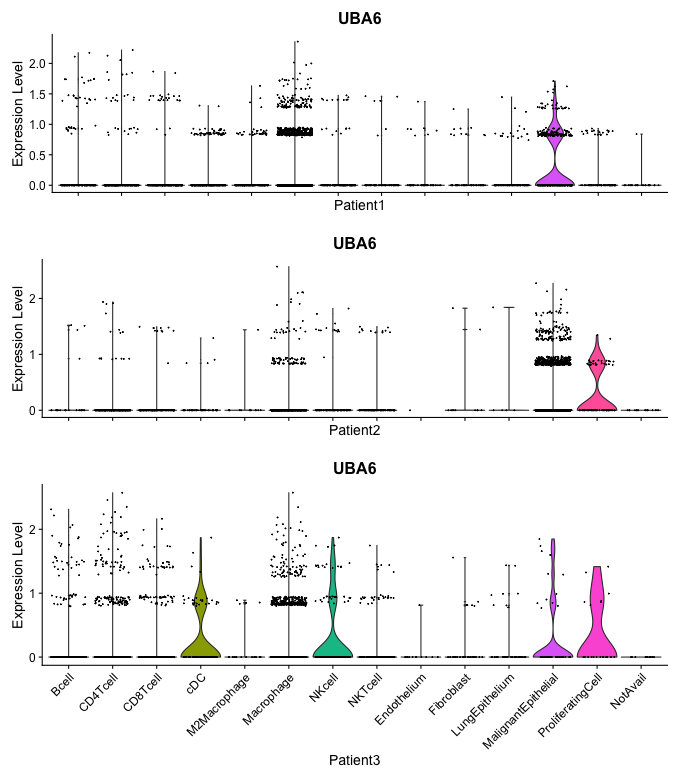 UBA6
Expression Level
2.0
1.5
1.0
0.5
0.0
Patient1
UBA6
Expression Level
2
1
0
Patient2
UBA6
Expression Level
2
1
0
Bcell
CD4Tcell
CD8Tcell
cDC
M2Macrophage
Macrophage
NKcell
NKTcell
Endothelium
Fibroblast
LungEpithelium
MalignantEpithelial
ProliferatingCell
NotAvail
Patient3